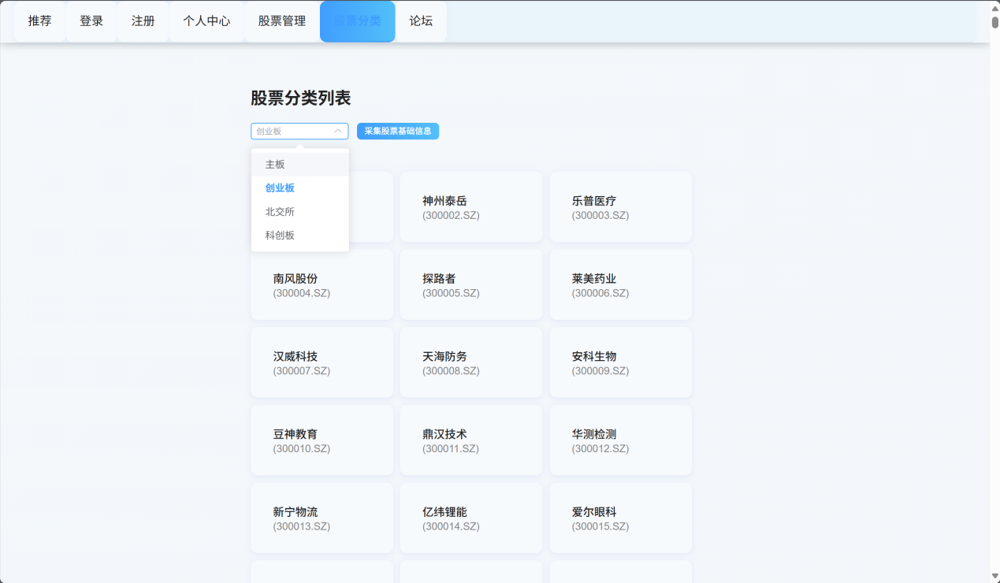 推荐 登录 注册 个人中心 股票管理 股票分类 论坛
股票分类列表
创业板 采集股票基础信息
主板
创业板
北交所
科创板
神州泰岳 乐普医疗
(300002.SZ) (300003.SZ)
南风股份 探路者 莱美药业
(300004.SZ) (300005.SZ) (300006.SZ)
汉威科技 天海防务 安科生物
(300007.SZ) (300008.SZ) (300009.SZ)
豆神教育 鼎汉技术 华测检测
(300010.SZ) (300011.SZ) (300012.SZ)
新宁物流 亿纬锂能 爱尔眼科
(300013.SZ) (300014.SZ) (300015.SZ)